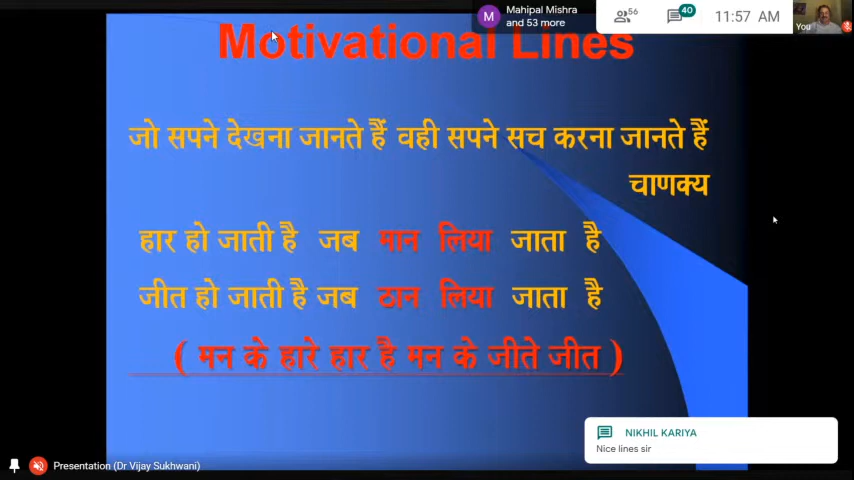 M Mahipal Mishra
and 53 more
56
40
11:57 AM
You
Motivational Lines
जो सपने देखना जानते हैं वही सपने सच करना जानते हैं
चाणक्य
हार हो जाती है जब मान लिया जाता है
जीत हो जाती है जब ठान लिया जाता है
( मन के हारे हार है मन के जीते जीत )
NIKHIL KARIYA
Nice lines sir
Presentation (Dr Vijay Sukhwani)